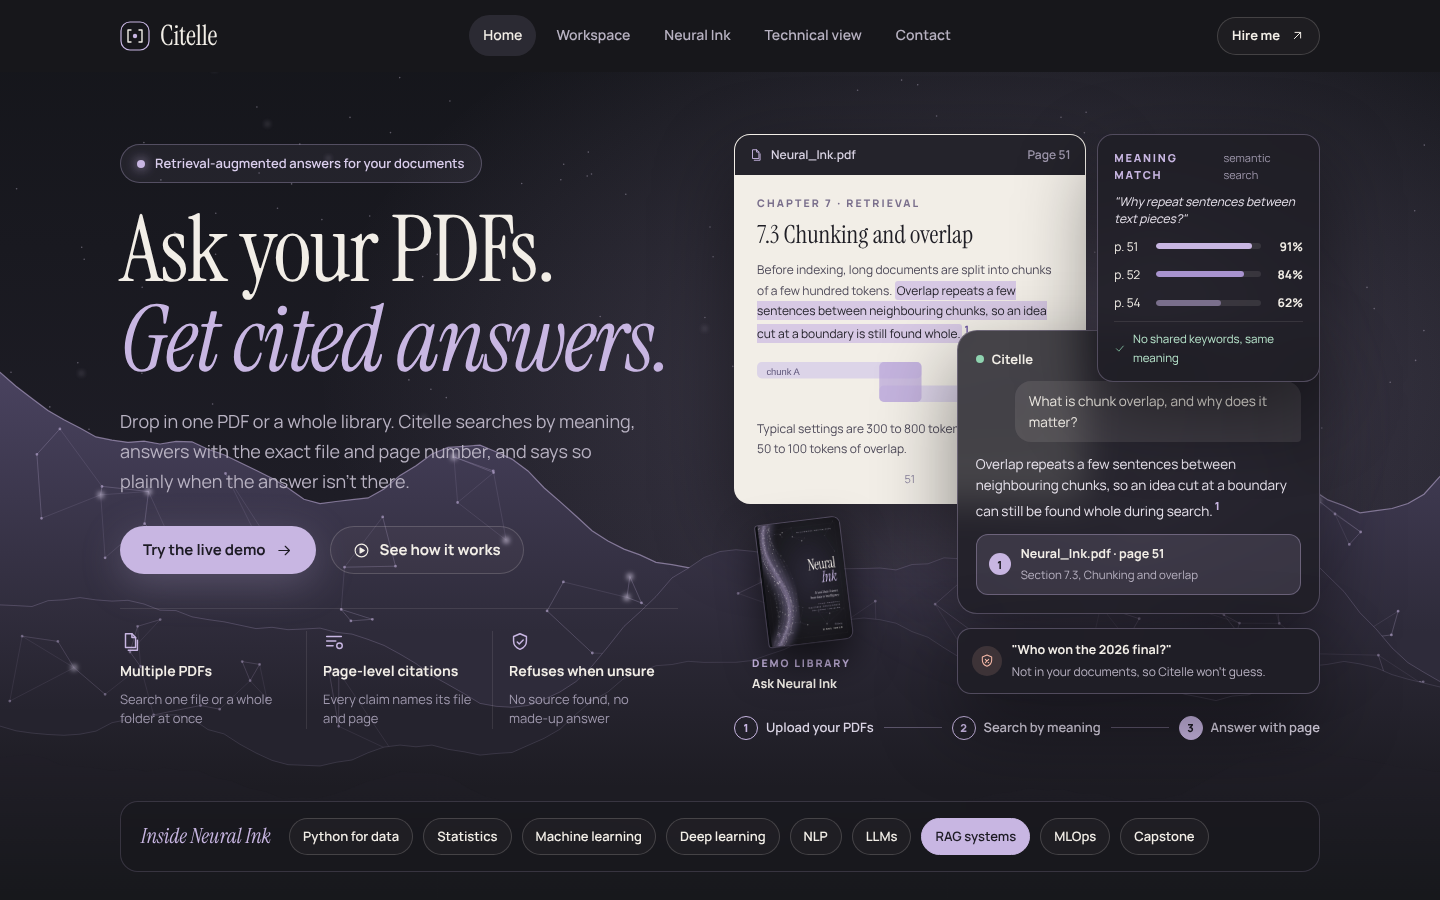 Citelle
Home
Workspace
Neural Ink
Technical view
Contact
Hire me
Retrieval-augmented answers for your documents
Ask your PDFs.
Get cited answers.
Drop in one PDF or a whole library. Citelle searches by meaning,
answers with the exact file and page number, and says so
plainly when the answer isn't there.
Try the live demo
See how it works
Multiple PDFs
Search one file or a whole
folder at once
Page-level citations
Every claim names its file
and page
Refuses when unsure
No source found, no
made-up answer
Neural_Ink.pdf
Page 51
CHAPTER 7 · RETRIEVAL
7.3 Chunking and overlap
Before indexing, long documents are split into chunks
of a few hundred tokens. Overlap repeats a few
sentences between neighbouring chunks, so an idea
cut at a boundary is still found whole. 1
chunk A
Typical settings are 300 to 800 token
50 to 100 tokens of overlap.
51
MEANING
MATCH
semantic
search
"Why repeat sentences between
text pieces?"
p. 51
91%
p. 52
84%
p. 54
62%
No shared keywords, same
meaning
Citelle
What is chunk overlap, and why does it
matter?
Overlap repeats a few sentences between
neighbouring chunks, so an idea cut at a boundary
can still be found whole during search. 1
1
Neural_Ink.pdf · page 51
Section 7.3, Chunking and overlap
Neural
Ink
DEMO LIBRARY
Ask Neural Ink
"Who won the 2026 final?"
Not in your documents, so Citelle won't guess.
1 Upload your PDFs
2 Search by meaning
3 Answer with page
Inside Neural Ink
Python for data
Statistics
Machine learning
Deep learning
NLP
LLMs
RAG systems
MLOps
Capstone